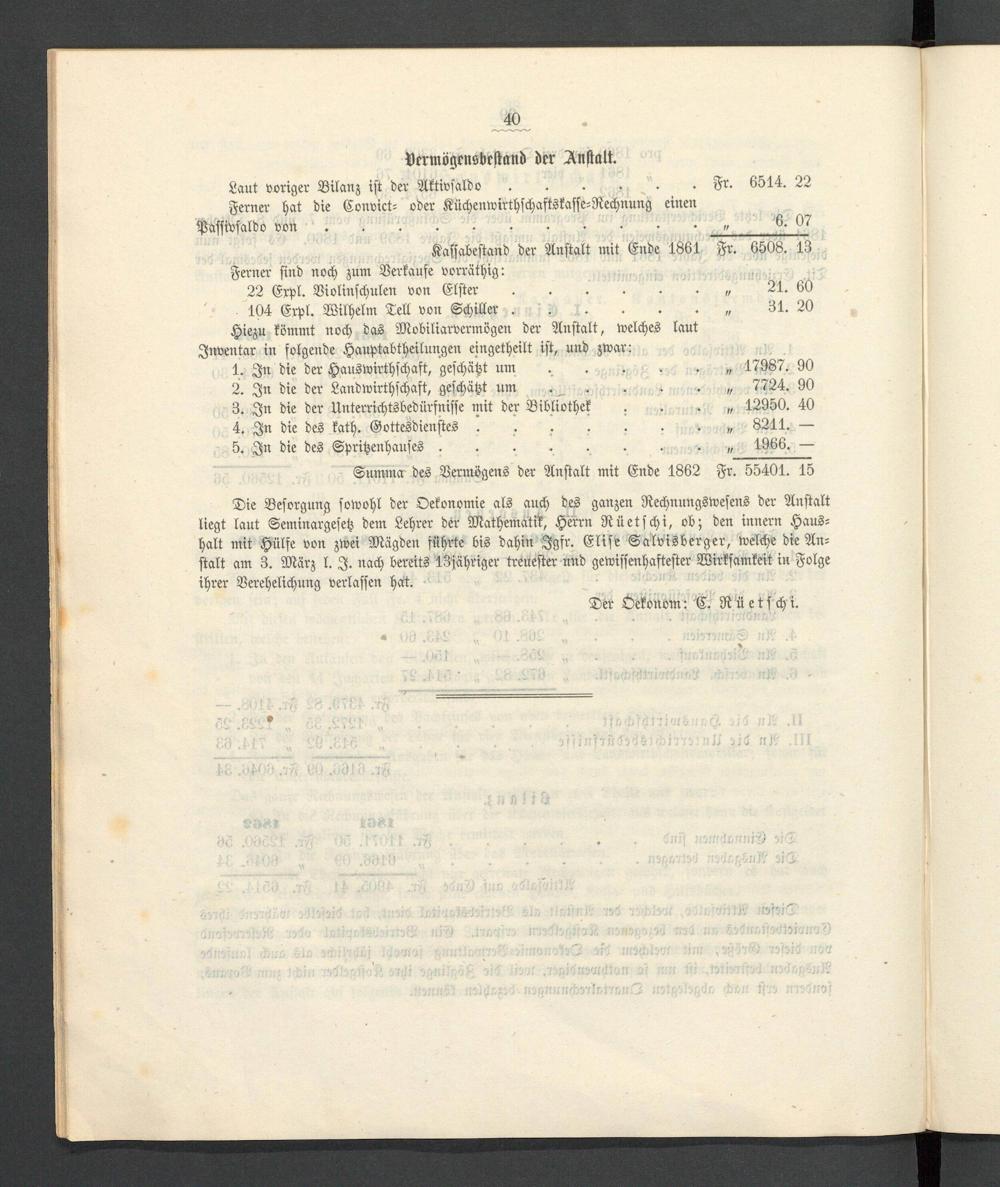 40
Vermögensbestand der Anstalt.
Laut voriger Bilanz ist der Aktivsaldo . . . . . . . Fr. 6514. 22
Ferner hat die Convict- oder Küchenwirthschaftskasse-Rechnung einen
Passivsaldo von . . . . . . . . . . . . . „ 6. 07
Kassabestand der Anstalt mit Ende 1861 Fr. 6508. 13
Ferner sind noch zum Verkaufe vorräthig:
22 Expl. Violinschulen von Elster . . . . . . . „ 21. 60
104 Expl. Wilhelm Tell von Schiller . . . . . . . „ 31. 20
Hiezu kömmt noch das Mobiliarvermögen der Anstalt, welches laut
Inventar in folgende Hauptabtheilungen eingetheilt ist, und zwar:
1. In die der Hauswirthschaft, geschätzt um . . . . . „ 17987. 90
2. In die der Landwirthschaft, geschätzt um . . . . . „ 7724. 90
3. In die der Unterrichtsbedürfnisse mit der Bibliothek . . . „ 12950. 40
4. In die des kath. Gottesdienstes . . . . . . . „ 8211. —
5. In die des Spritzenhauses . . . . . . . . „ 1966. —
Summa des Vermögens der Anstalt mit Ende 1862 Fr. 55401. 15
Die Besorgung sowohl der Oekonomie als auch des ganzen Rechnungswesens der Anstalt
liegt laut Seminargesetz dem Lehrer der Mathematik, Herrn Rüetschi, ob; den innern Haus-
halt mit Hülfe von zwei Mägden führte bis dahin Jgfr. Elise Salvisberger, welche die An-
stalt am 3. März l. J. nach bereits 13jähriger treuester und gewissenhaftester Wirksamkeit in Folge
ihrer Verehelichung verlassen hat.
Der Oekonom: C. Rüetschi.